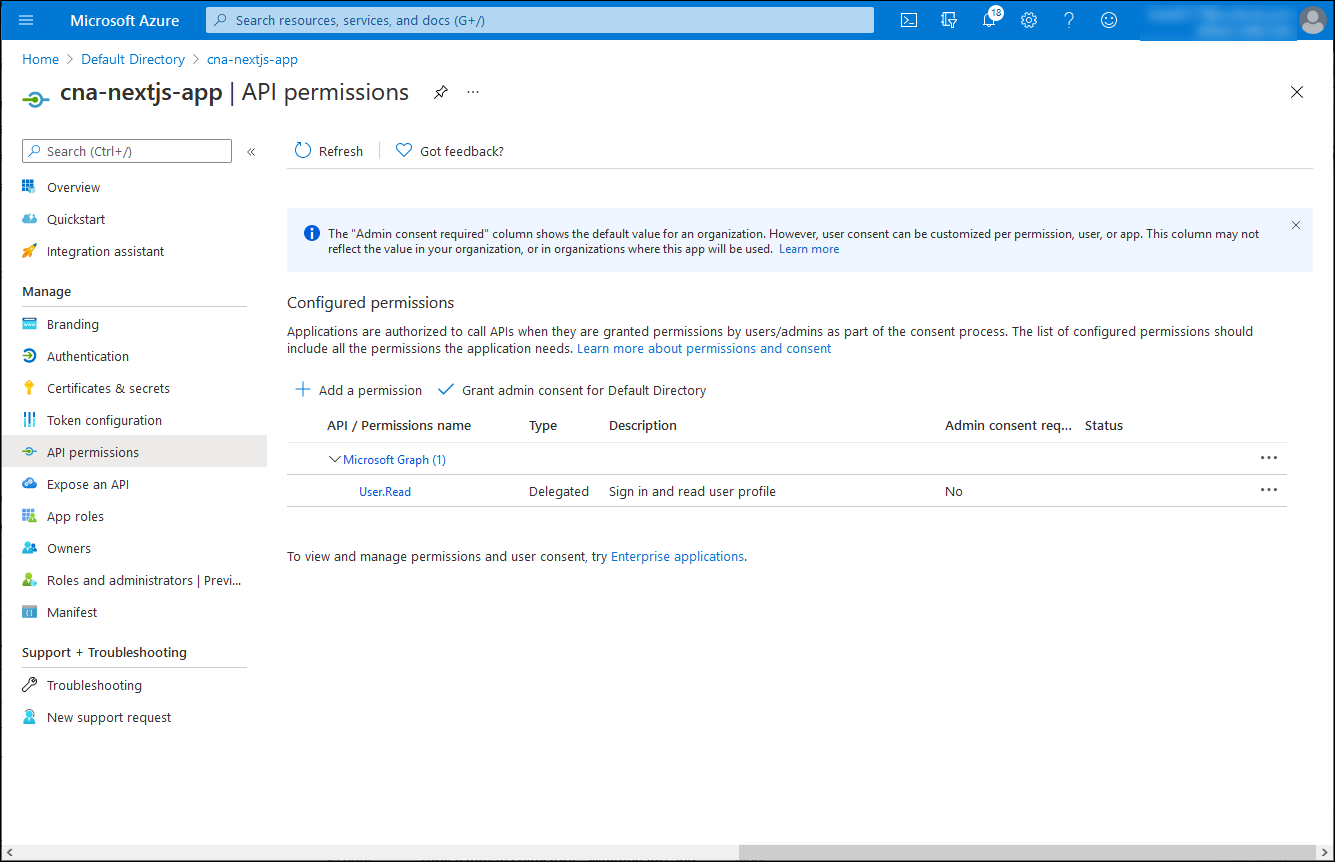 Microsoft Azure
Search resources, services, and docs (G+/)
18
Home > Default Directory > cna-nextjs-app
cna-nextjs-app | API permissions
Search (Ctrl+/)
Overview
Quickstart
Integration assistant
Manage
Branding
Authentication
Certificates & secrets
Token configuration
API permissions
Expose an API
App roles
Owners
Roles and administrators | Previ...
Manifest
Support + Troubleshooting
Troubleshooting
New support request
Refresh
Got feedback?
The "Admin consent required" column shows the default value for an organization. However, user consent can be customized per permission, user, or app. This column may not
reflect the value in your organization, or in organizations where this app will be used. Learn more
Configured permissions
Applications are authorized to call APIs when they are granted permissions by users/admins as part of the consent process. The list of configured permissions should
include all the permissions the application needs. Learn more about permissions and consent
Add a permission
Grant admin consent for Default Directory
API / Permissions name Type Description Admin consent req... Status
Microsoft Graph (1)
User.Read Delegated Sign in and read user profile No
To view and manage permissions and user consent, try Enterprise applications.